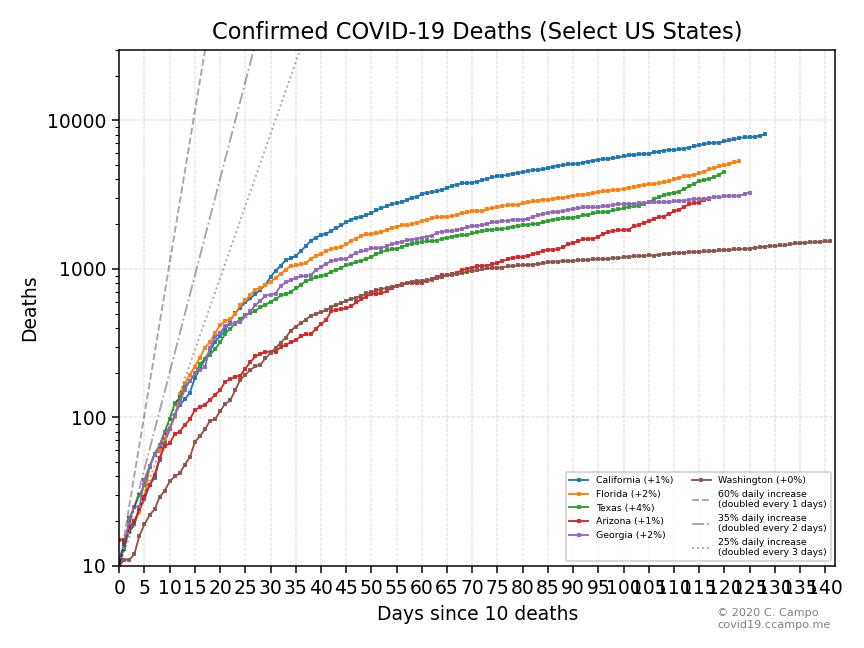 Confirmed COVID-19 Deaths (Select US States)
10000
1000
100
10
Deaths
0 5 10 15 20 25 30 35 40 45 50 55 60 65 70 75 80 85 90 95 100 105 110 115 120 125 130 135 140
Days since 10 deaths
California (+1%)
Florida (+2%)
Texas (+4%)
Arizona (+1%)
Georgia (+2%)
Washington (+0%)
60% daily increase
(doubled every 1 days)
35% daily increase
(doubled every 2 days)
25% daily increase
(doubled every 3 days)
© 2020 C. Campo
covid19.ccampo.me